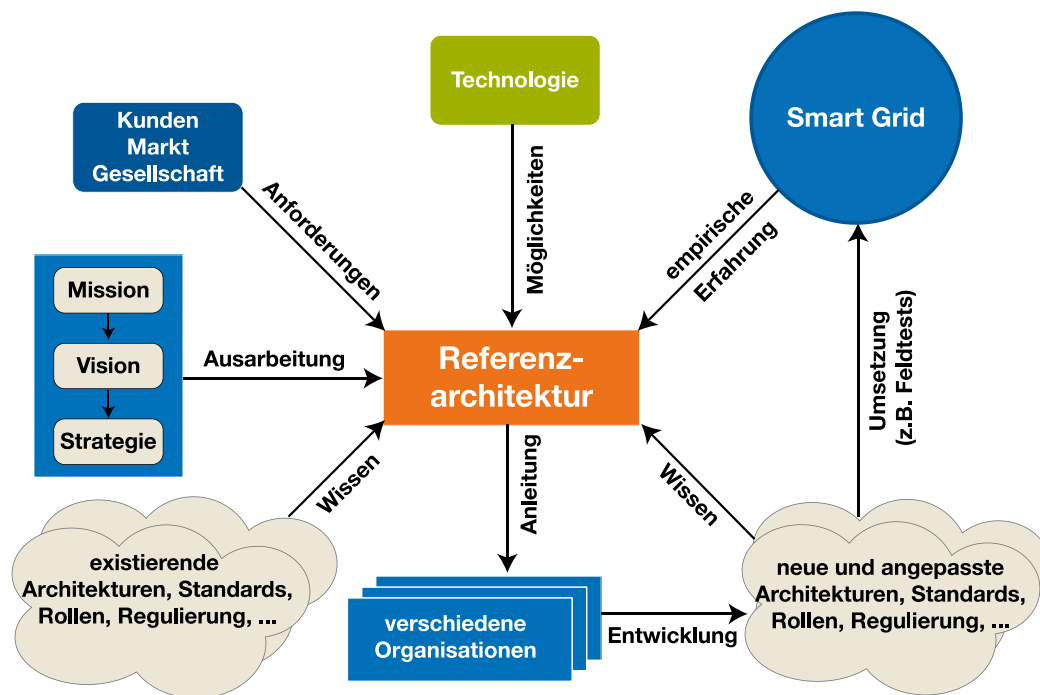 Technologie
Smart Grid
Kunden
Markt
Gesellschaft
Anforderungen
Möglichkeiten
empirische
Erfahrung
Mission
Vision
Strategie
Ausarbeitung
Referenz-
architektur
Umsetzung
(z.B. Feldtests)
Wissen
Anleitung
Wissen
existierende
Architekturen, Standards,
Rollen, Regulierung, ...
verschiedene
Organisationen
Entwicklung
neue und angepasste
Architekturen, Standards,
Rollen, Regulierung, ...